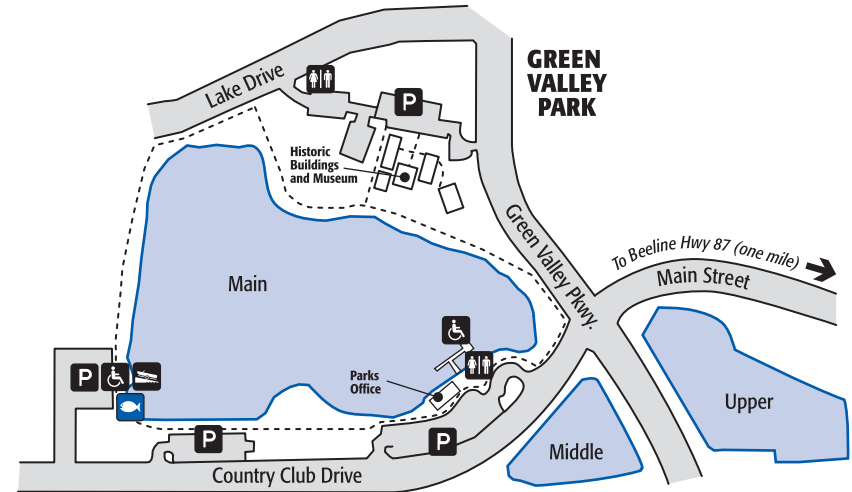 GREEN
VALLEY
PARK
Lake Drive
P
Historic
Buildings
and Museum
Green Valley Pkwy.
To Beeline Hwy 87 (one mile)
Main Street
Main
P
Parks
Office
Upper
Middle
P
P
Country Club Drive